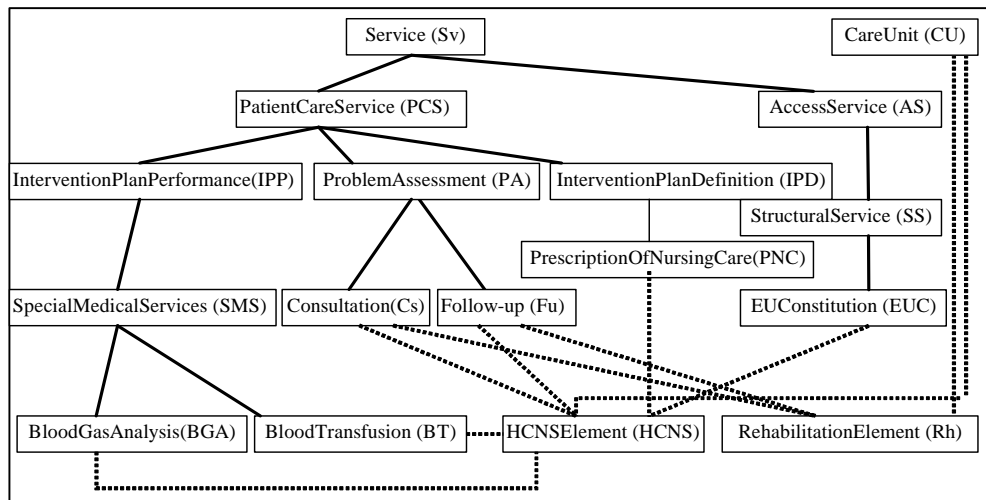 Service (Sv)
CareUnit (CU)
PatientCareService (PCS)
AccessService (AS)
InterventionPlanPerformance(IPP)
ProblemAssessment (PA)
InterventionPlanDefinition (IPD)
StructuralService (SS)
PrescriptionOfNursingCare(PNC)
SpecialMedicalServices (SMS)
Consultation(Cs)
Follow-up (Fu)
EUConstitution (EUC)
BloodGasAnalysis(BGA)
BloodTransfusion (BT)
HCNSElement (HCNS)
RehabilitationElement (Rh)